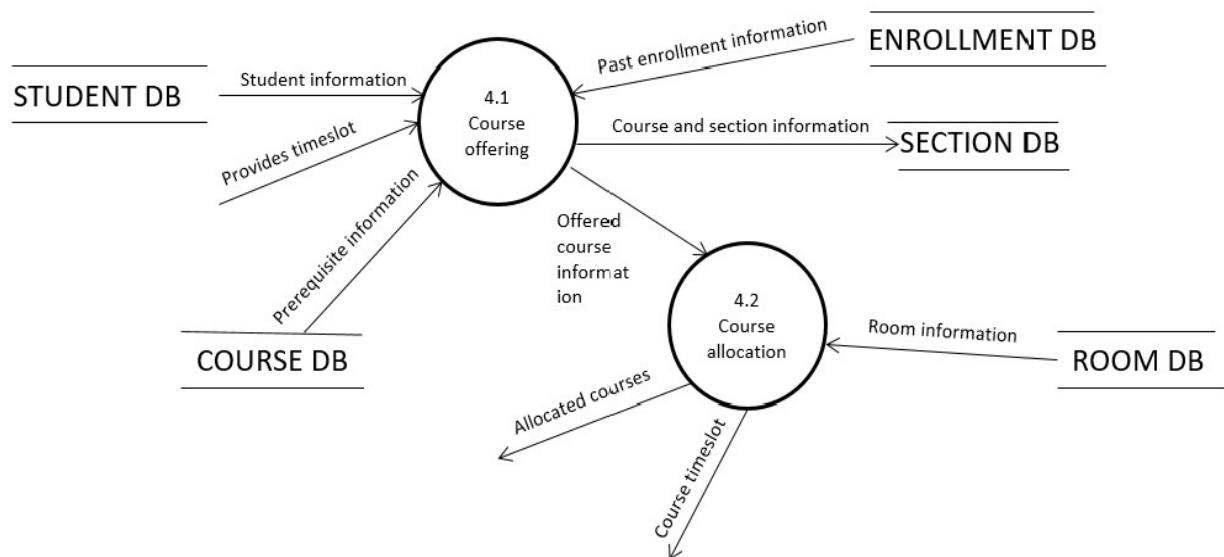 ENROLLMENT DB
Past enrollment information
STUDENT DB
Student information
4.1
Course
offering
Course and section information
SECTION DB
Provides timeslot
Prerequisite information
Offered
course
informat
ion
COURSE DB
4.2
Course
allocation
Room information
ROOM DB
Allocated courses
Course timeslot